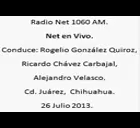 Radio Net 1060 AM.
Net en Vivo.
Conduce: Rogelio González Quiroz,
Ricardo Chávez Carbajal,
Alejandro Velasco.
Cd. Juárez,  Chihuahua.
26 Julio 2013.